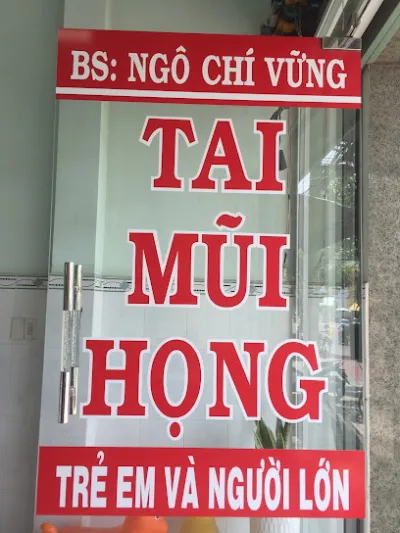 BS: NGÔ CHÍ VỮNG
TAI
MŨI
HỌNG
TRẺ EM VÀ NGƯỜI LỚN